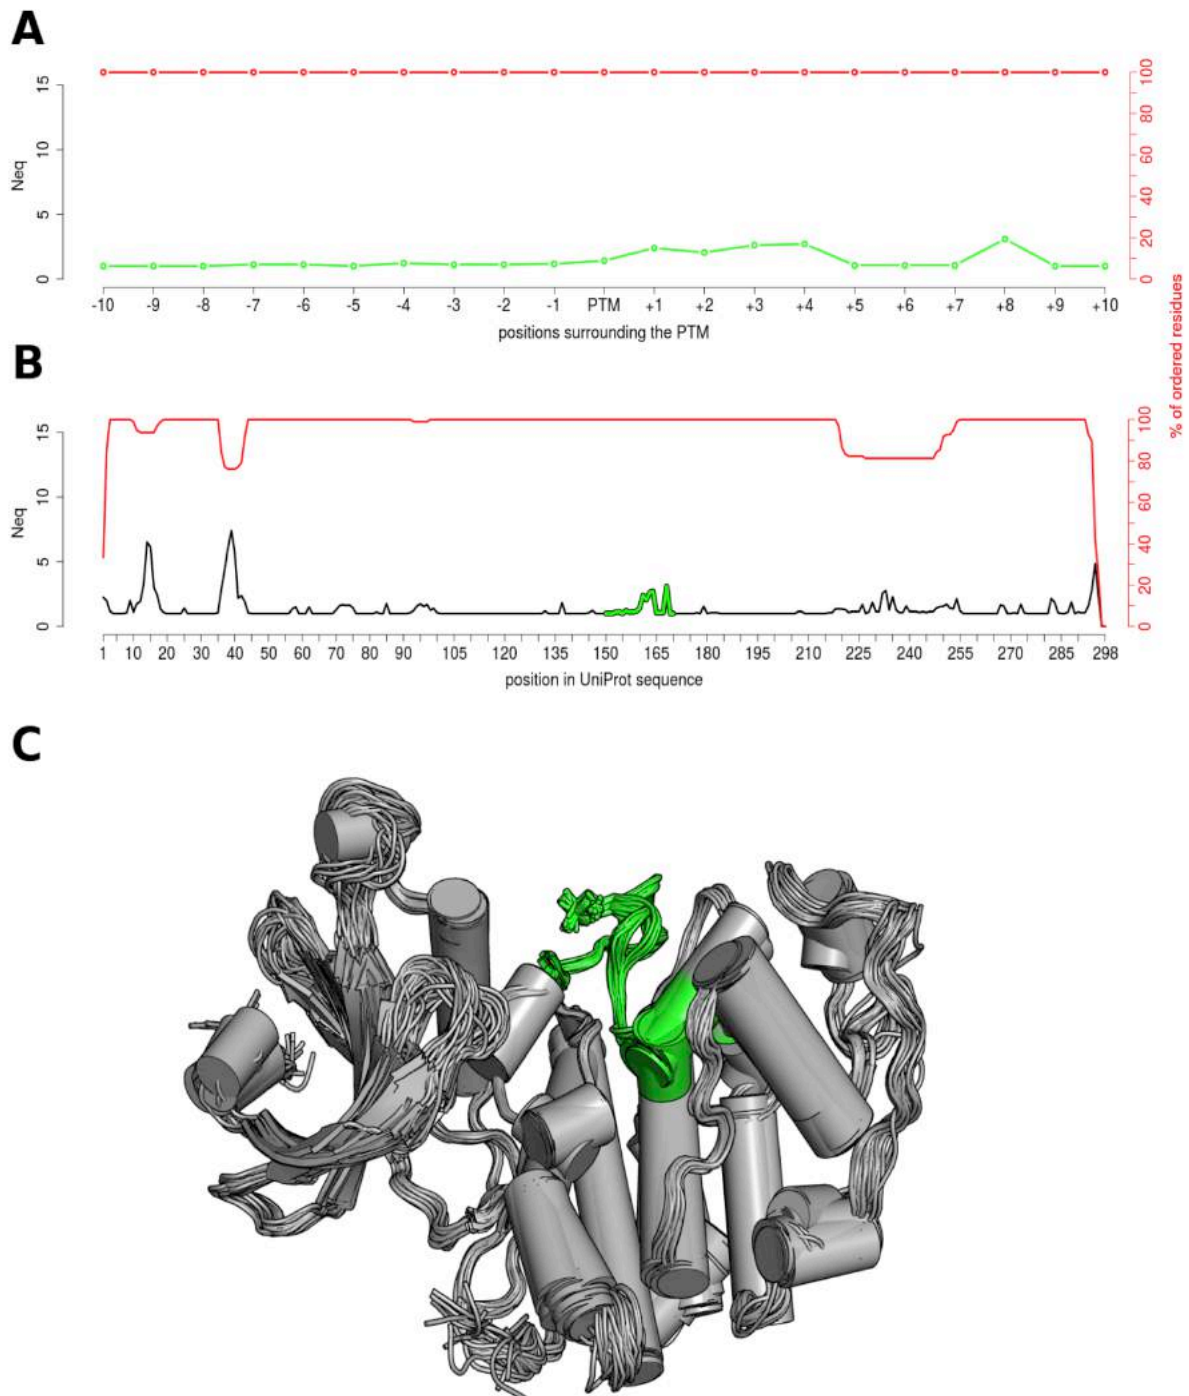 A
15
10
5
0
Neq
100
80
60
40
20
0
-10 -9 -8 -7 -6 -5 -4 -3 -2 -1 PTM +1 +2 +3 +4 +5 +6 +7 +8 +9 +10
positions surrounding the PTM
% of ordered residues
B
15
10
5
0
Neq
100
80
60
40
20
0
1 10 20 30 40 50 60 70 80 90 105 120 135 150 165 180 195 210 225 240 255 270 285 298
position in UniProt sequence
C